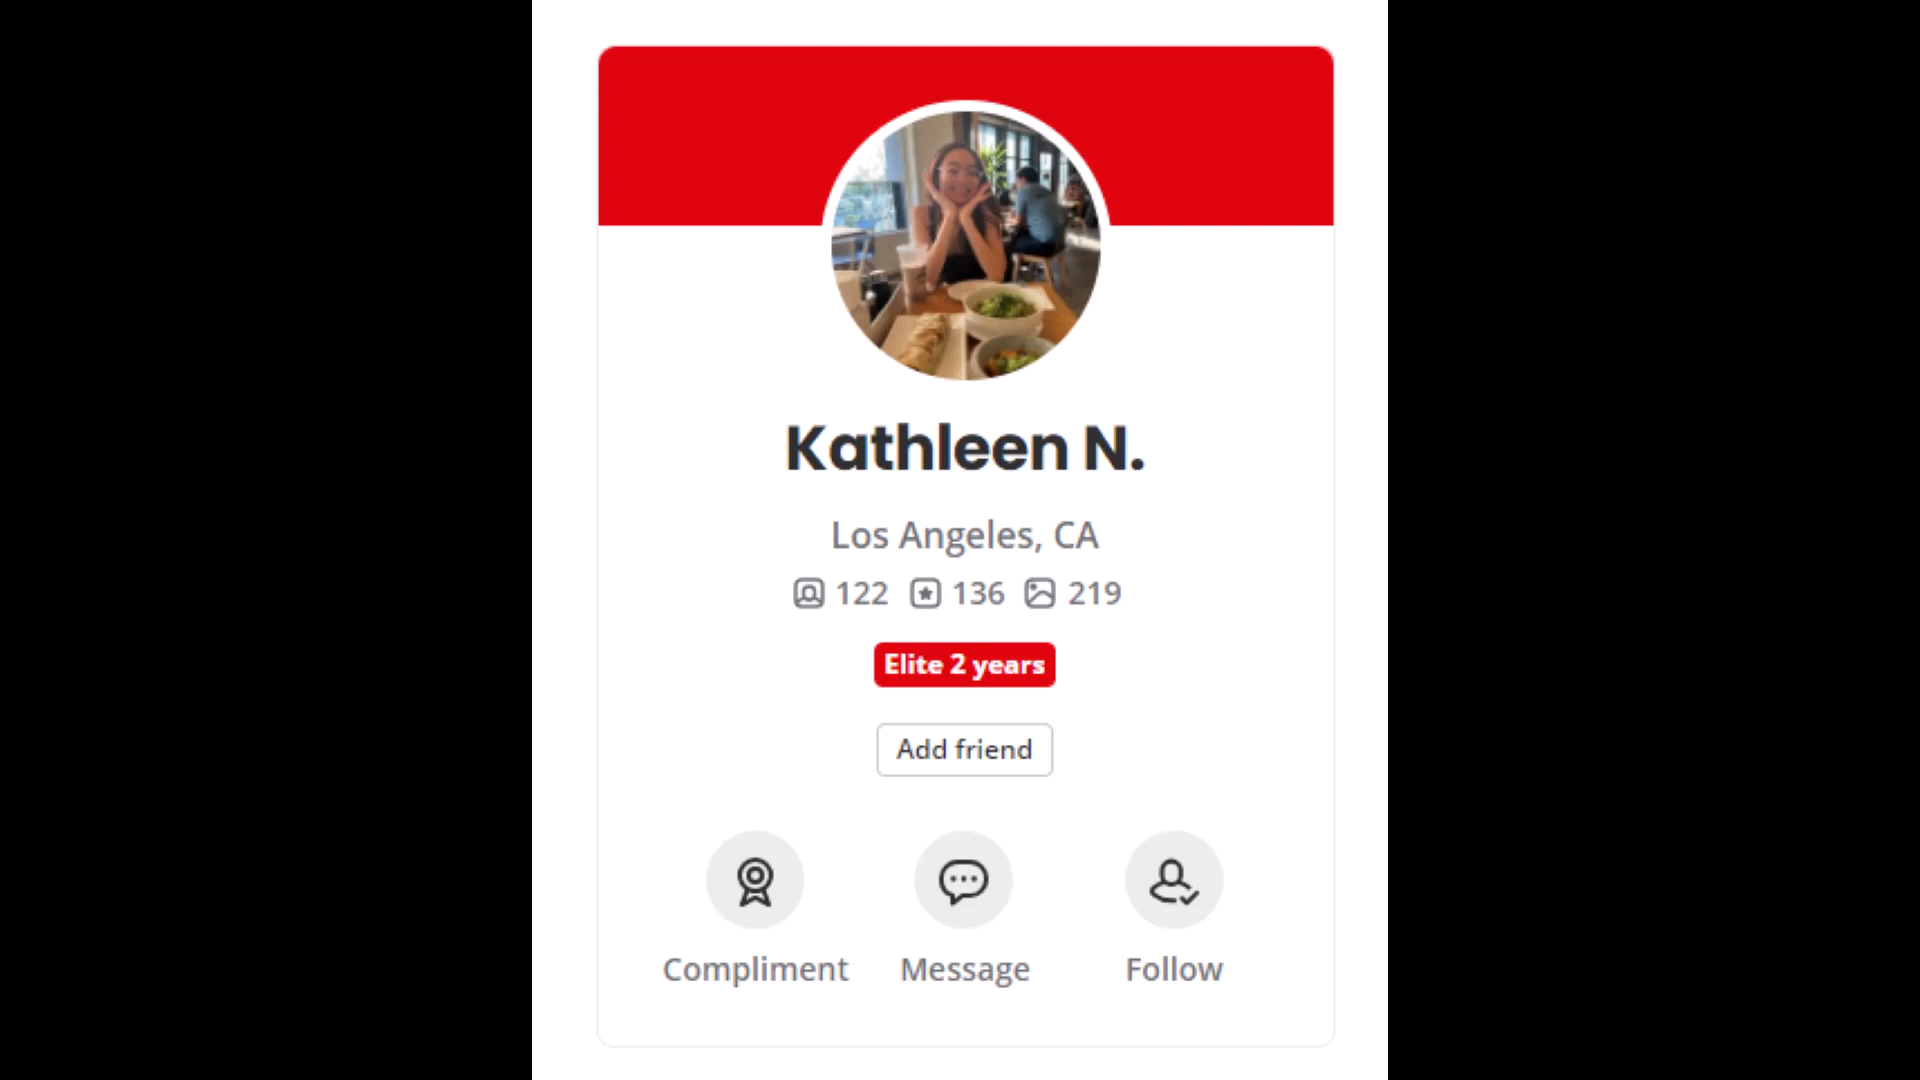 Kathleen N.
Los Angeles, CA
122 136 219
Elite 2 years
Add friend
Compliment Message Follow